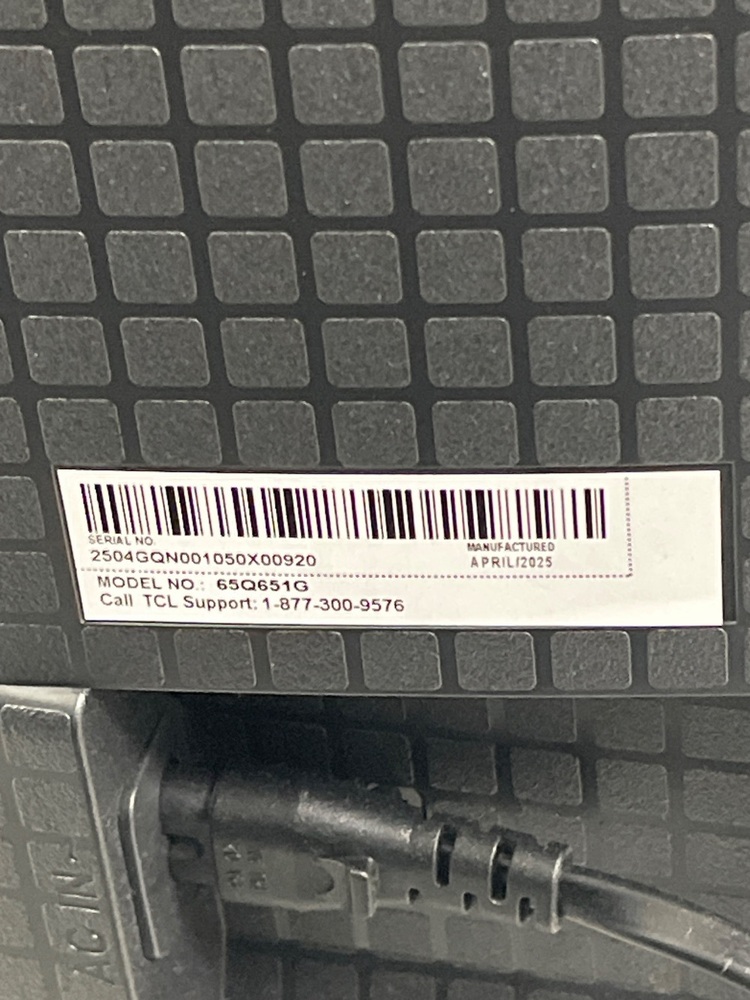 SERIAL NO.
2504GQN001050X00920
MANUFACTURED
APRIL/2025
MODEL NO.: 65Q651G
Call TCL Support: 1-877-300-9576
AC IN~